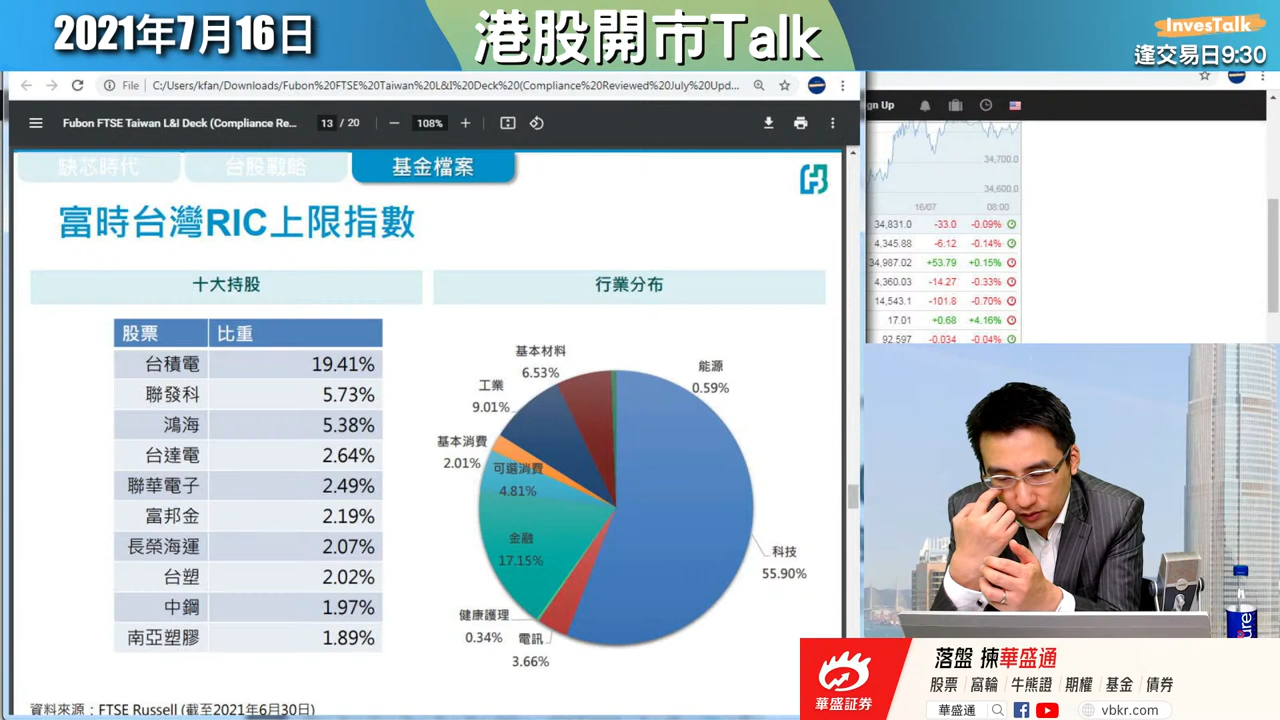 2021年7月16日
港股開市Talk
InvesTalk
逢交易日9:30
File
C:/Users/kfan/Downloads/Fubon%20FTSE%20Taiwan%20L&I%20Deck%20(Compliance%20Reviewed%20July%20Upd...
Fubon FTSE Taiwan L&I Deck (Compliance Re...
13 / 20
108%
gn Up
缺芯時代
台股戰略
基金檔案
富時台灣RIC上限指數
十大持股
行業分布
股票 比重
台積電 19.41%
聯發科 5.73%
鴻海 5.38%
台達電 2.64%
聯華電子 2.49%
富邦金 2.19%
長榮海運 2.07%
台塑 2.02%
中鋼 1.97%
南亞塑膠 1.89%
基本材料
6.53%
能源
0.59%
工業
9.01%
基本消費
2.01%
可選消費
4.81%
金融
17.15%
科技
55.90%
健康護理
0.34%
電訊
3.66%
資料來源：FTSE Russell (截至2021年6月30日)
34,700.0
34,600.0
16/07 08:00
34,831.0 -33.0 -0.09%
4,345.88 -6.12 -0.14%
34,987.02 +53.79 +0.15%
4,360.03 -14.27 -0.33%
14,543.1 -101.8 -0.70%
17.01 +0.68 +4.16%
92.597 -0.034 -0.04%
華盛証券
落盤 揀華盛通
股票 | 窩輪 | 牛熊證 | 期權 | 基金 | 債券
華盛通
vbkr.com